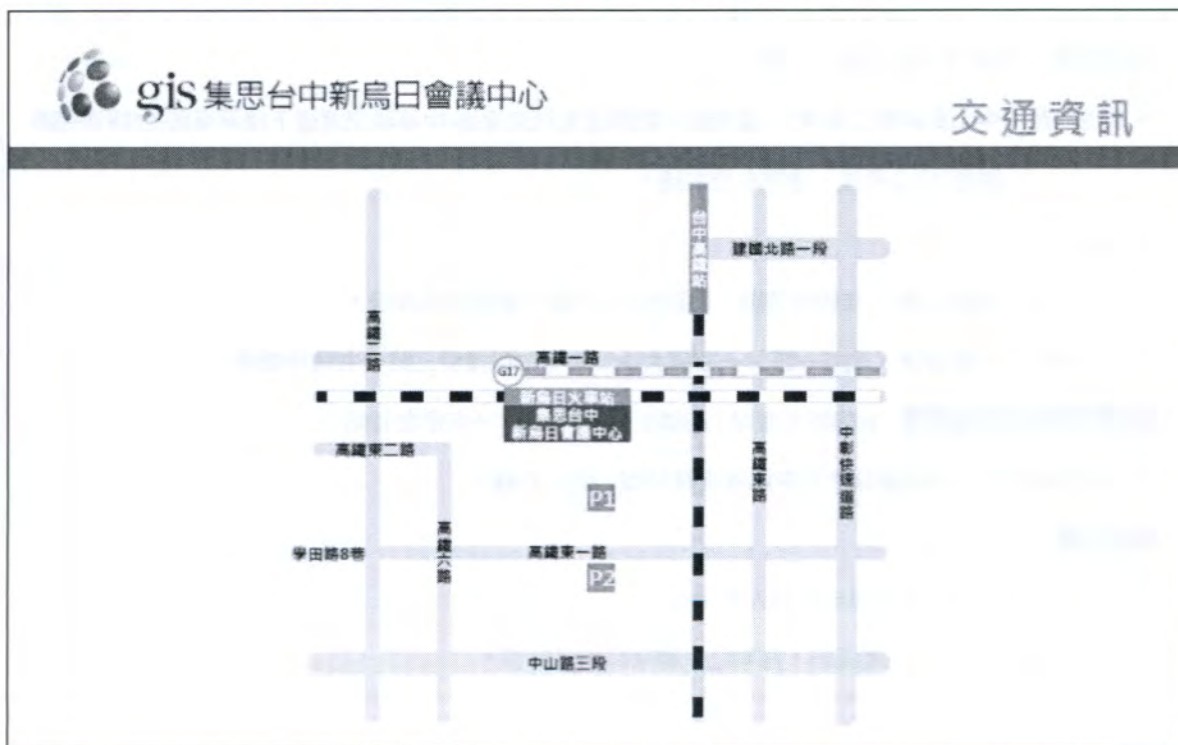 gis 集思台中新烏日會議中心
交通資訊
台中高鐵站
建國北路一段
高鐵二路
高鐵一路
G17
新烏日火車站
集思台中
新烏日會議中心
高鐵東二路
高鐵東路
中彰快速道路
P1
高鐵六路
學田路8巷
高鐵東一路
P2
中山路三段